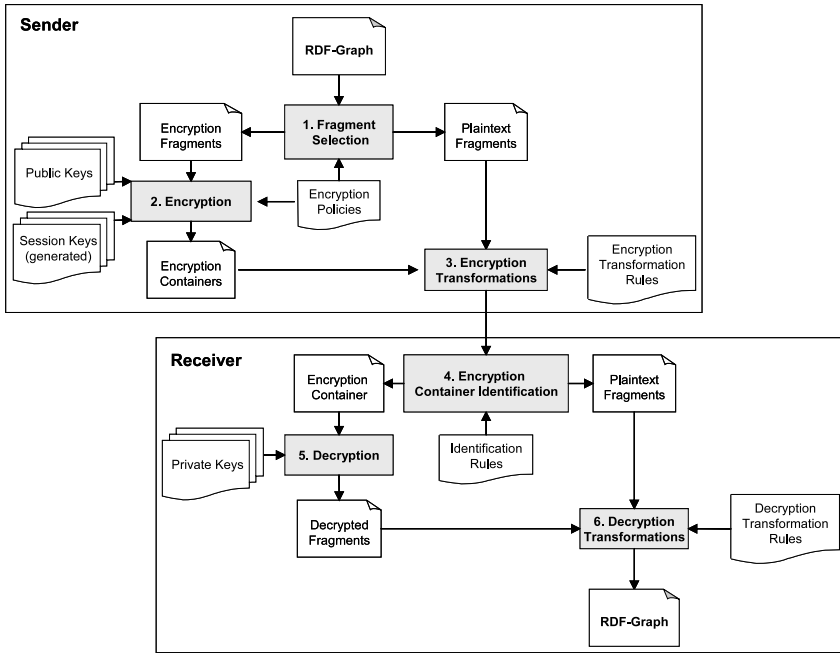 Sender
RDF-Graph
Encryption
Fragments
1. Fragment
Selection
Plaintext
Fragments
Public Keys
2. Encryption
Encryption
Policies
Session Keys
(generated)
Encryption
Containers
3. Encryption
Transformations
Encryption
Transformation
Rules
Receiver
Encryption
Container
4. Encryption
Container Identification
Plaintext
Fragments
Private Keys
5. Decryption
Identification
Rules
Decrypted
Fragments
6. Decryption
Transformations
Decryption
Transformation
Rules
RDF-Graph